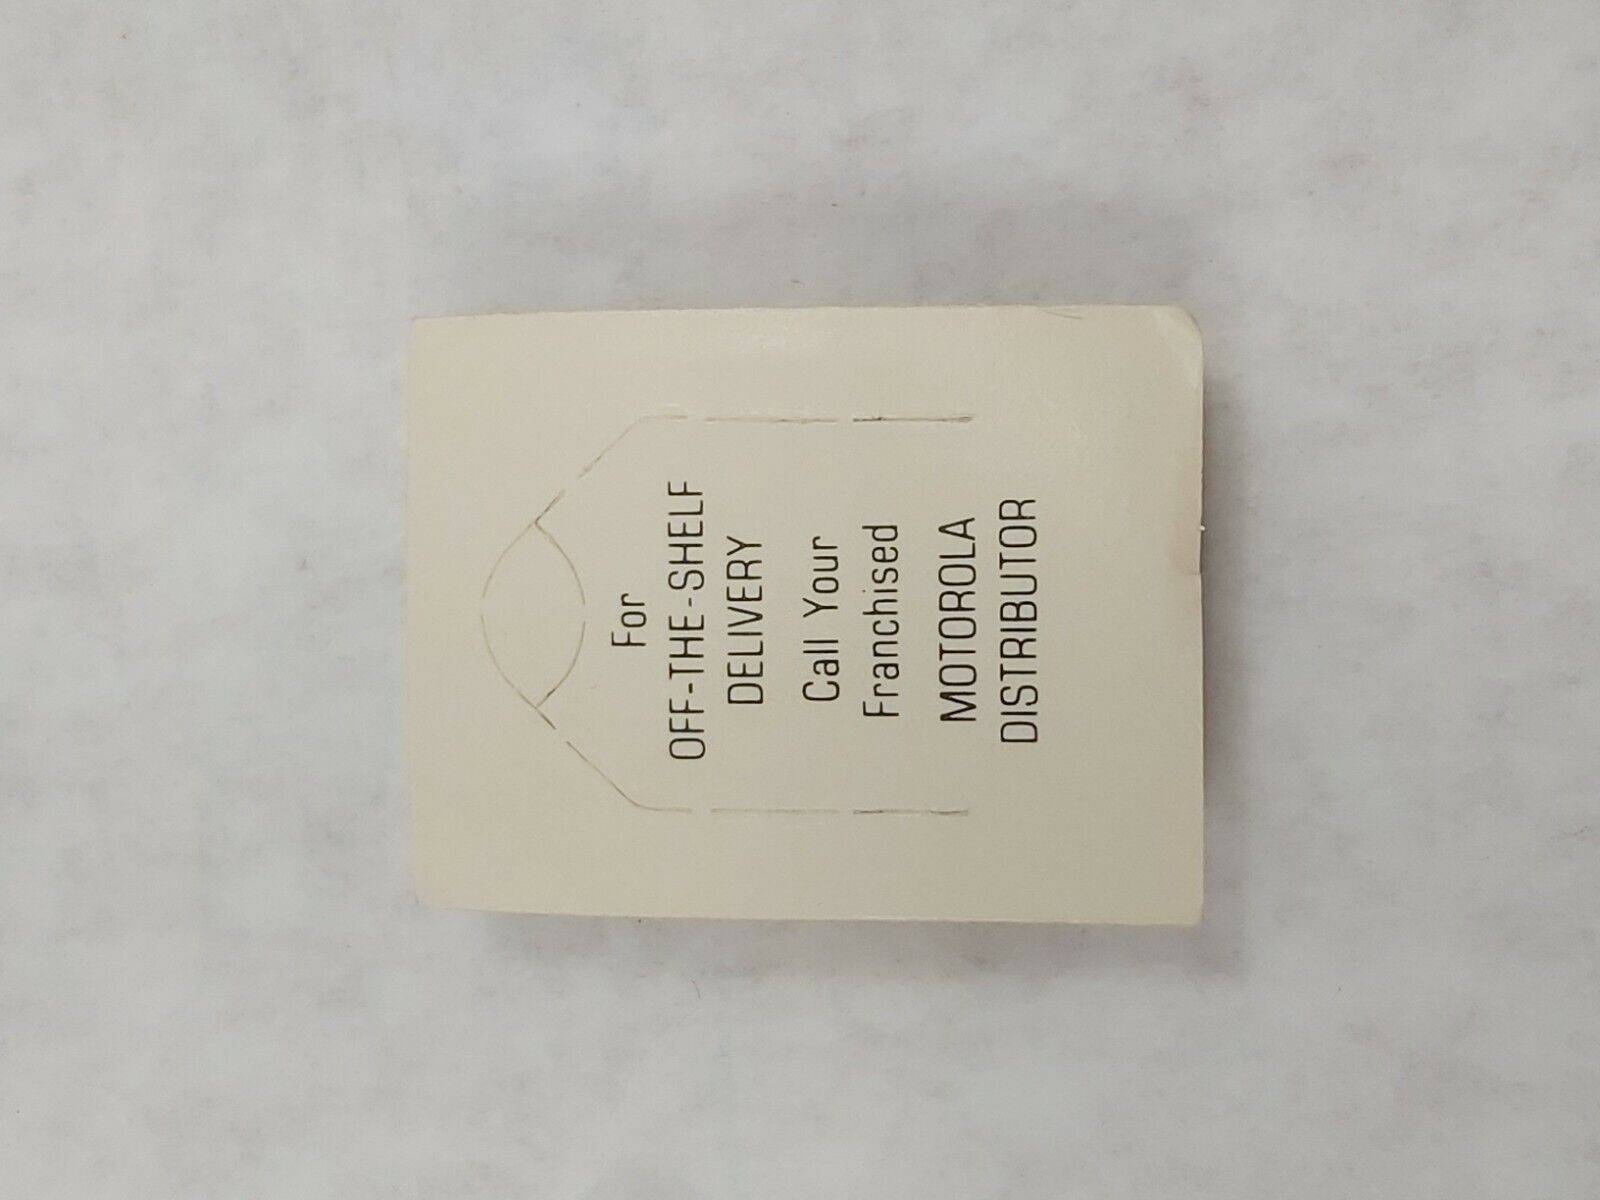 For
OFF-THE-SHELF
DELIVERY
Call Your
Franchised
MOTOROLA
DISTRIBUTOR